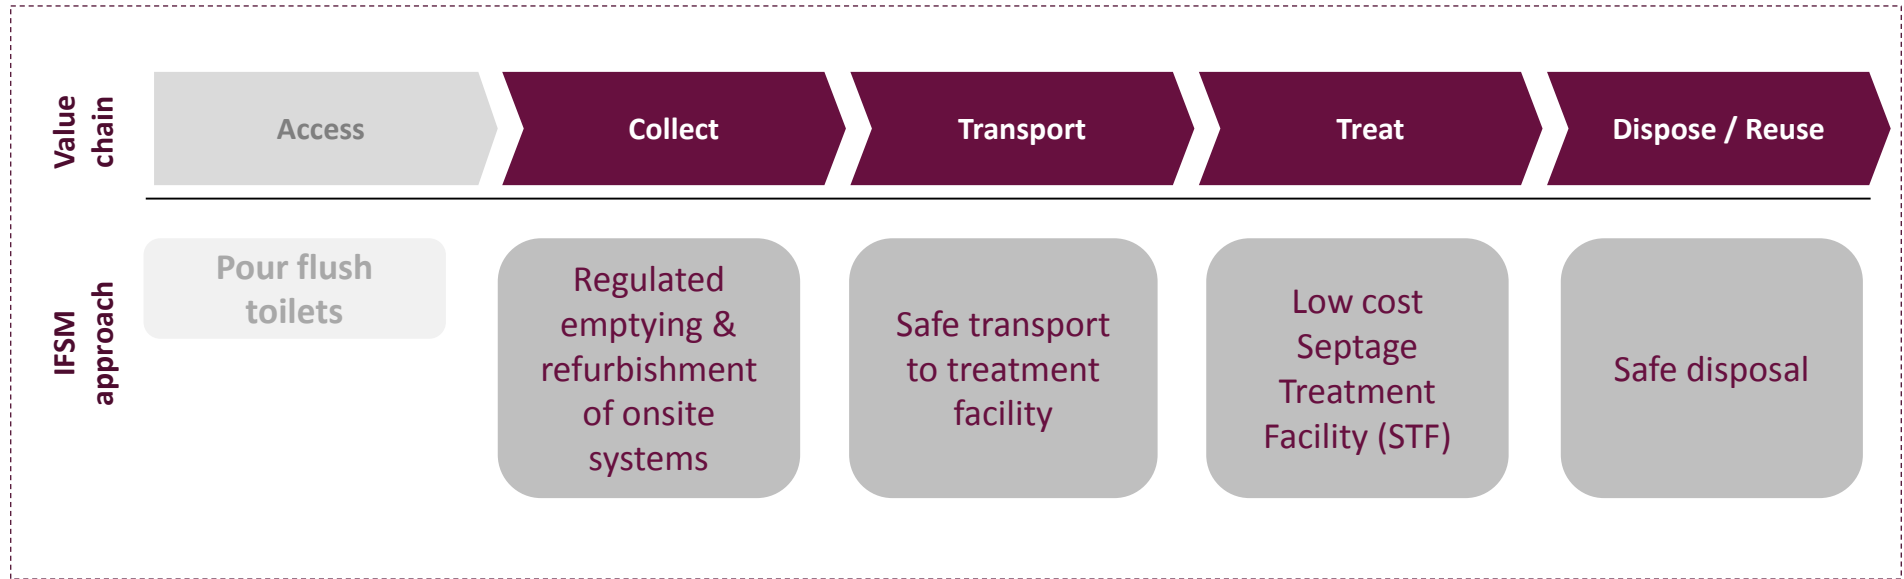 Value
chain
Access
Collect
Transport
Treat
Dispose / Reuse
IFSM
approach
Pour flush
toilets
Regulated
emptying &
refurbishment
of onsite
systems
Safe transport
to treatment
facility
Low cost
Septage
Treatment
Facility (STF)
Safe disposal